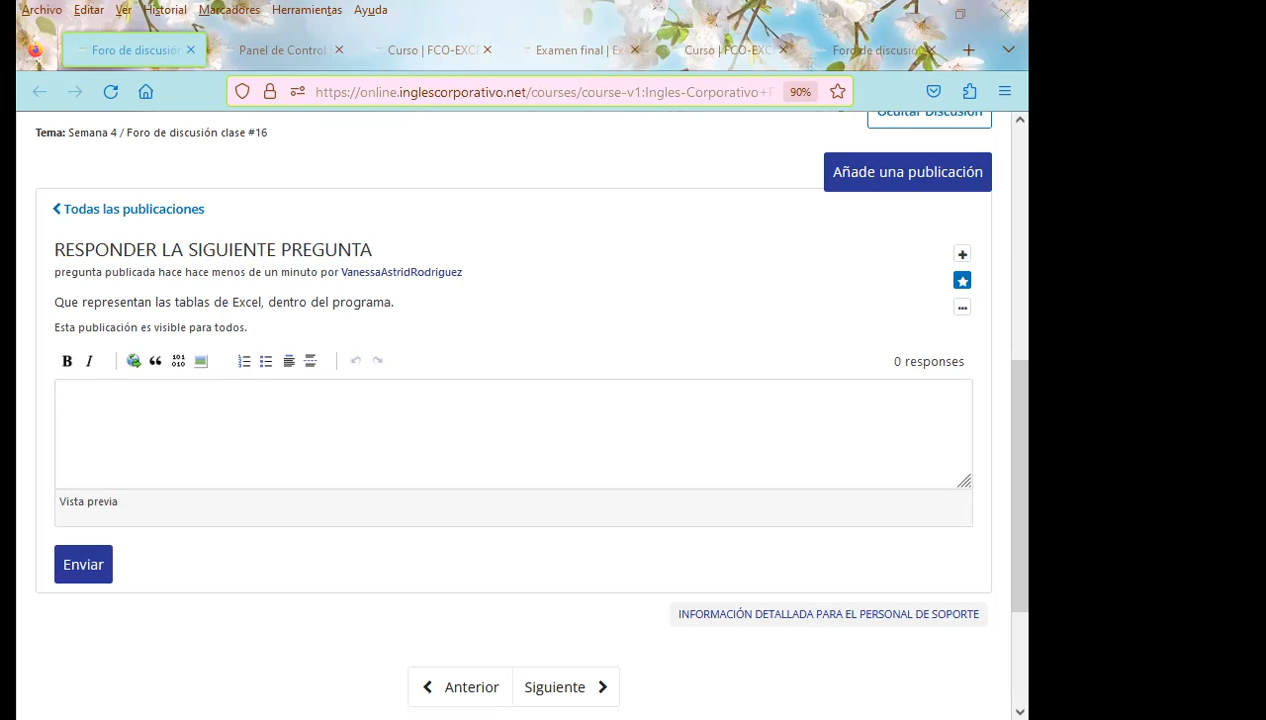 Archivo Editar Ver Historial Marcadores Herramientas Ayuda
Foro de discusión Panel de Control Curso | FCO-EXCE Examen final | Ex Curso | FCO-EXC Foro de discusió
https://online.inglescorporativo.net/courses/course-v1:Ingles-Corporativo+F 90%
Ocultar Discusión
Tema: Semana 4 / Foro de discusión clase #16
Añade una publicación
Todas las publicaciones
RESPONDER LA SIGUIENTE PREGUNTA
pregunta publicada hace hace menos de un minuto por VanessaAstridRodriguez
Que representan las tablas de Excel, dentro del programa.
Esta publicación es visible para todos.
B I 101 010 0 responses
Vista previa
Enviar
INFORMACIÓN DETALLADA PARA EL PERSONAL DE SOPORTE
Anterior Siguiente